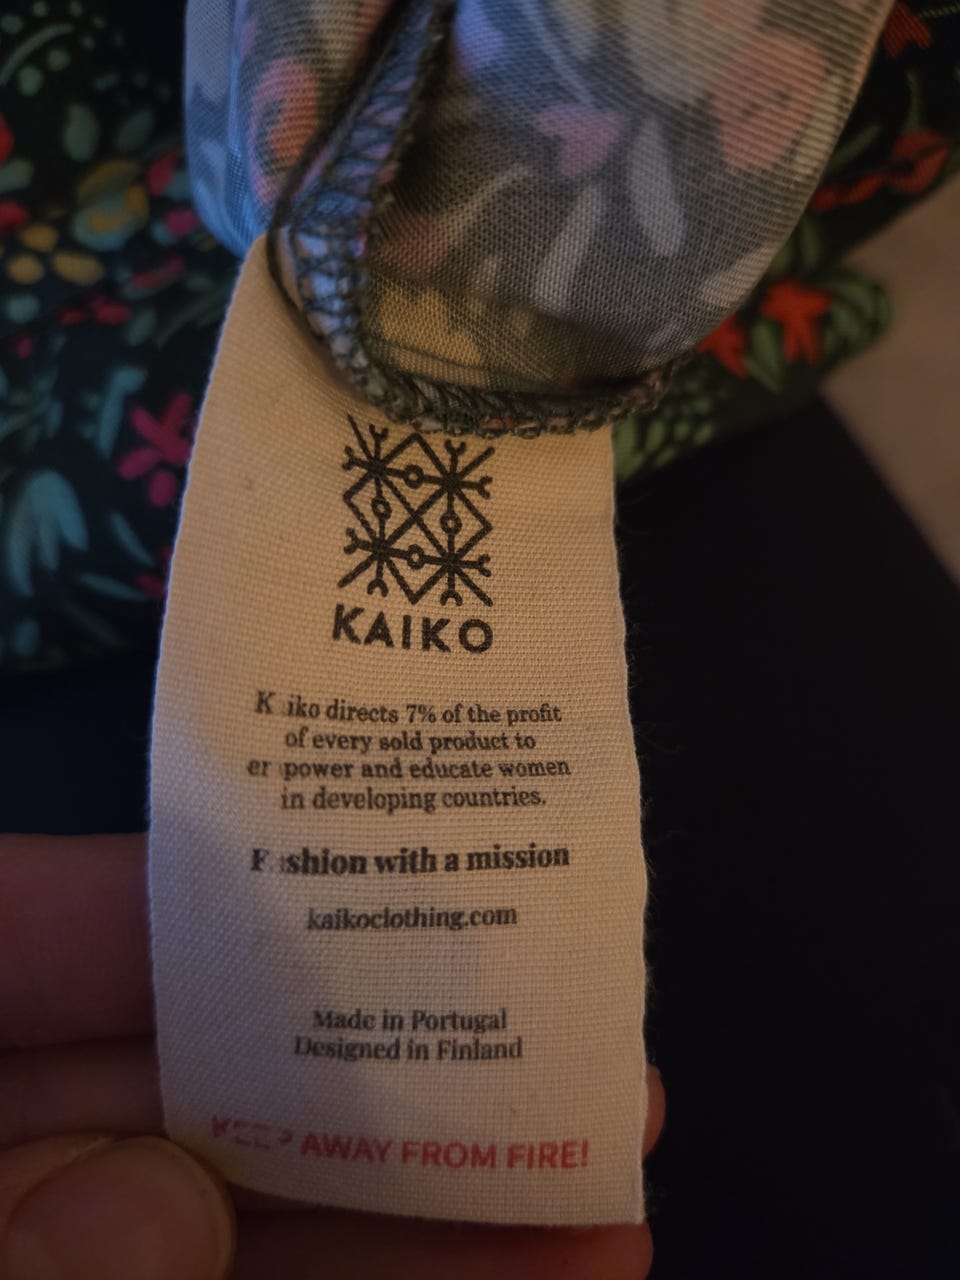 KAIKO
Kaiko directs 7% of the profit
of every sold product to
empower and educate women
in developing countries.
Fashion with a mission
kaikoclothing.com
Made in Portugal
Designed in Finland
KEEP AWAY FROM FIRE!